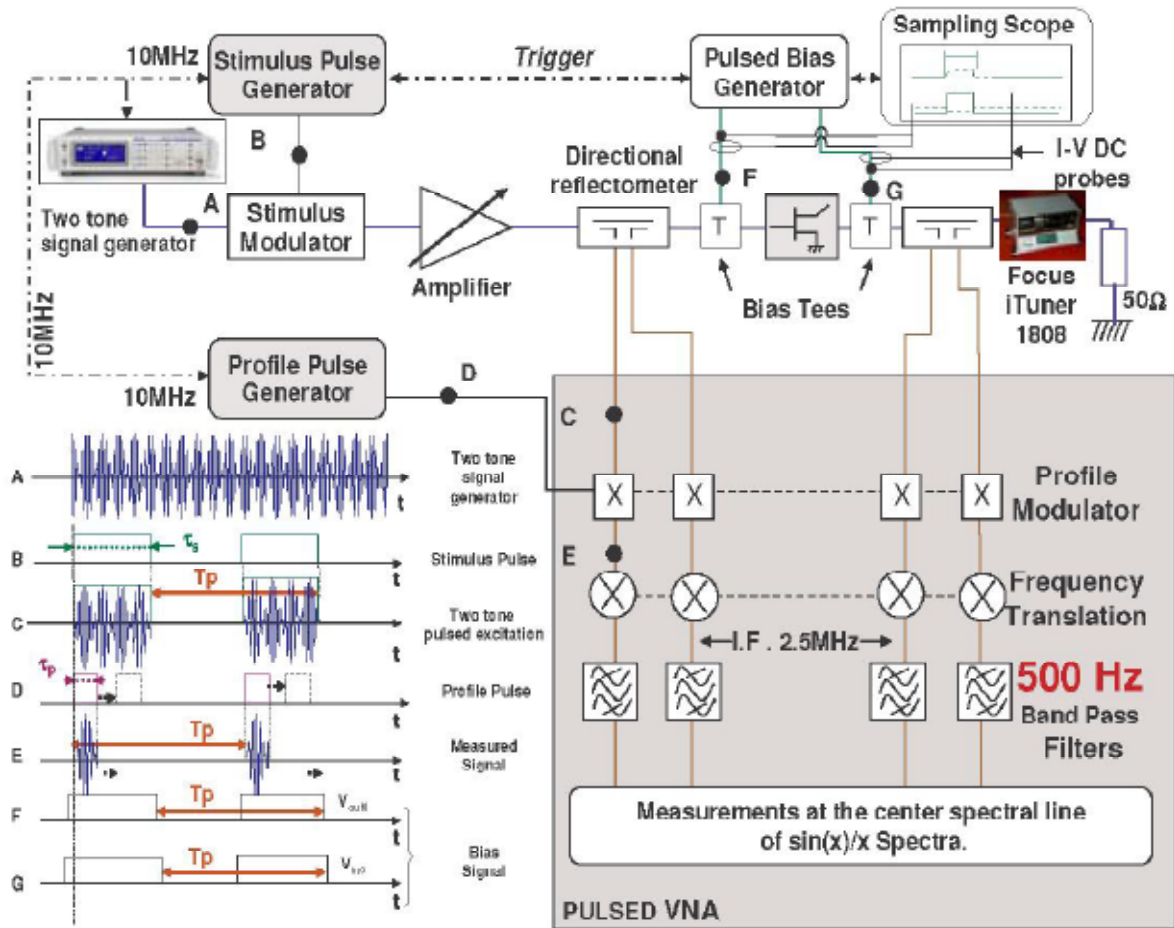 10MHz
Stimulus Pulse
Generator
Trigger
Pulsed Bias
Generator
Sampling Scope
B
Directional
reflectometer
F
G
I-V DC
probes
A
Two tone
signal generator
Stimulus
Modulator
Amplifier
T
T
Bias Tees
Focus
iTuner
1808
50Ω
10MHz
10MHz
Profile Pulse
Generator
D
C
X
X
X
X
Profile
Modulator
E
Frequency
Translation
I.F . 2.5MHz
500 Hz
Band Pass
Filters
Measurements at the center spectral line
of sin(x)/x Spectra.
PULSED VNA
A
t
Two tone
signal
generator
B
τs
t
Stimulus Pulse
Tp
C
t
Two tone
pulsed excitation
τp
D
t
Profile Pulse
Tp
E
t
Measured
Signal
F
Tp
t
G
Tp
t
Bias
Signal